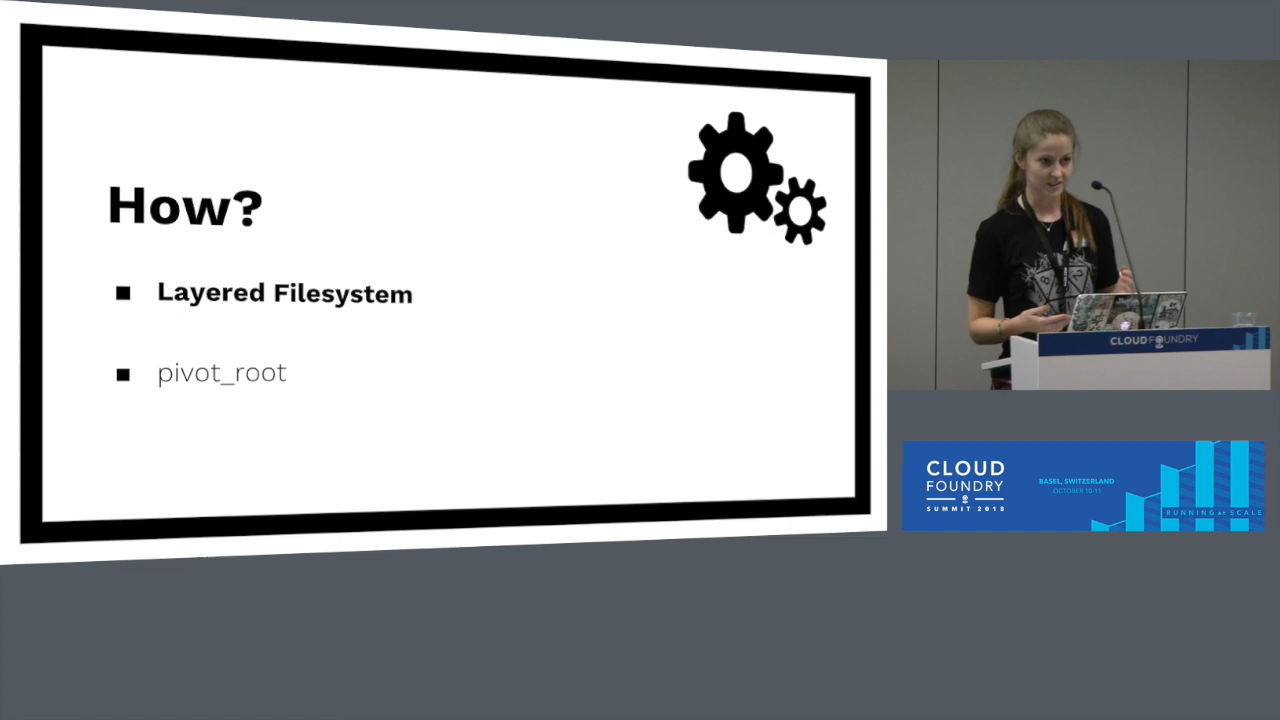 How?
Layered Filesystem
pivot_root
CLOUD FOUNDRY
CLOUD
FOUNDRY
SUMMIT 2018
BASEL, SWITZERLAND
OCTOBER 10-11
RUNNING AT SCALE